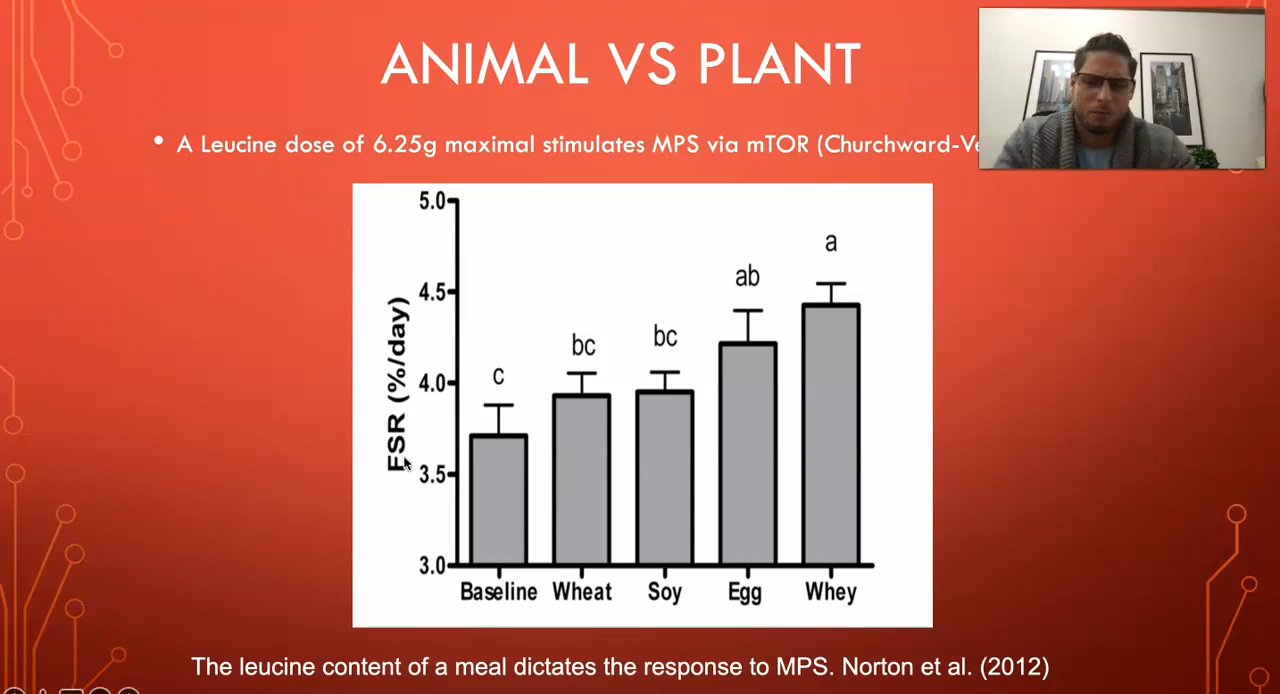 ANIMAL VS PLANT
• A Leucine dose of 6.25g maximal stimulates MPS via mTOR (Churchward-Ve
5.0
a
ab
4.5
bc
bc
c
4.0
FSR (%/day)
3.5
3.0
Baseline Wheat Soy Egg Whey
The leucine content of a meal dictates the response to MPS. Norton et al. (2012)